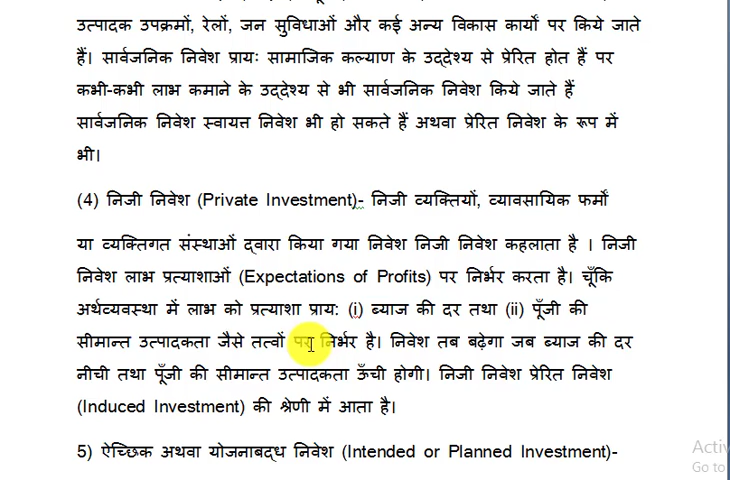 उत्पादक उपक्रमों, रेलों, जन सुविधाओं और कई अन्य विकास कार्यों पर किये जाते
हैं। सार्वजनिक निवेश प्रायः सामाजिक कल्याण के उद्देश्य से प्रेरित होत हैं पर
कभी-कभी लाभ कमाने के उद्देश्य से भी सार्वजनिक निवेश किये जाते हैं
सार्वजनिक निवेश स्वायत्त निवेश भी हो सकते हैं अथवा प्रेरित निवेश के रूप में
भी।
(4) निजी निवेश (Private Investment)- निजी व्यक्तियों, व्यावसायिक फर्मों
या व्यक्तिगत संस्थाओं द्वारा किया गया निवेश निजी निवेश कहलाता है । निजी
निवेश लाभ प्रत्याशाओं (Expectations of Profits) पर निर्भर करता है। चूँकि
अर्थव्यवस्था में लाभ को प्रत्याशा प्राय: (i) ब्याज की दर तथा (ii) पूँजी की
सीमान्त उत्पादकता जैसे तत्वों पर निर्भर है। निवेश तब बढ़ेगा जब ब्याज की दर
नीची तथा पूँजी की सीमान्त उत्पादकता ऊँची होगी। निजी निवेश प्रेरित निवेश
(Induced Investment) की श्रेणी में आता है।
5) ऐच्छिक अथवा योजनाबद्ध निवेश (Intended or Planned Investment)-
Go to